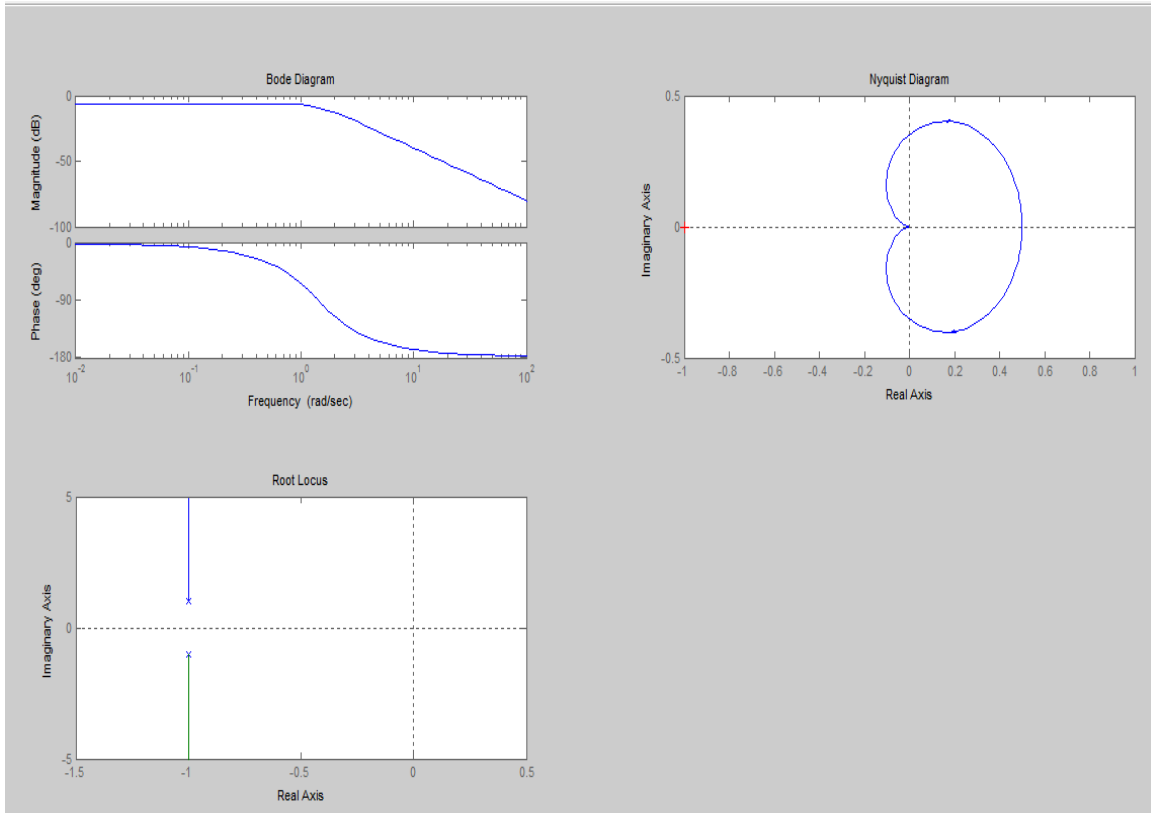 Bode Diagram
Magnitude (dB)
0
-50
-100
Phase (deg)
0
-90
-180
10^-2 10^-1 10^0 10^1 10^2
Frequency (rad/sec)
Nyquist Diagram
Imaginary Axis
0.5
0
-0.5
-1 -0.8 -0.6 -0.4 -0.2 0 0.2 0.4 0.6 0.8 1
Real Axis
Root Locus
Imaginary Axis
5
0
-5
-1.5 -1 -0.5 0 0.5
Real Axis